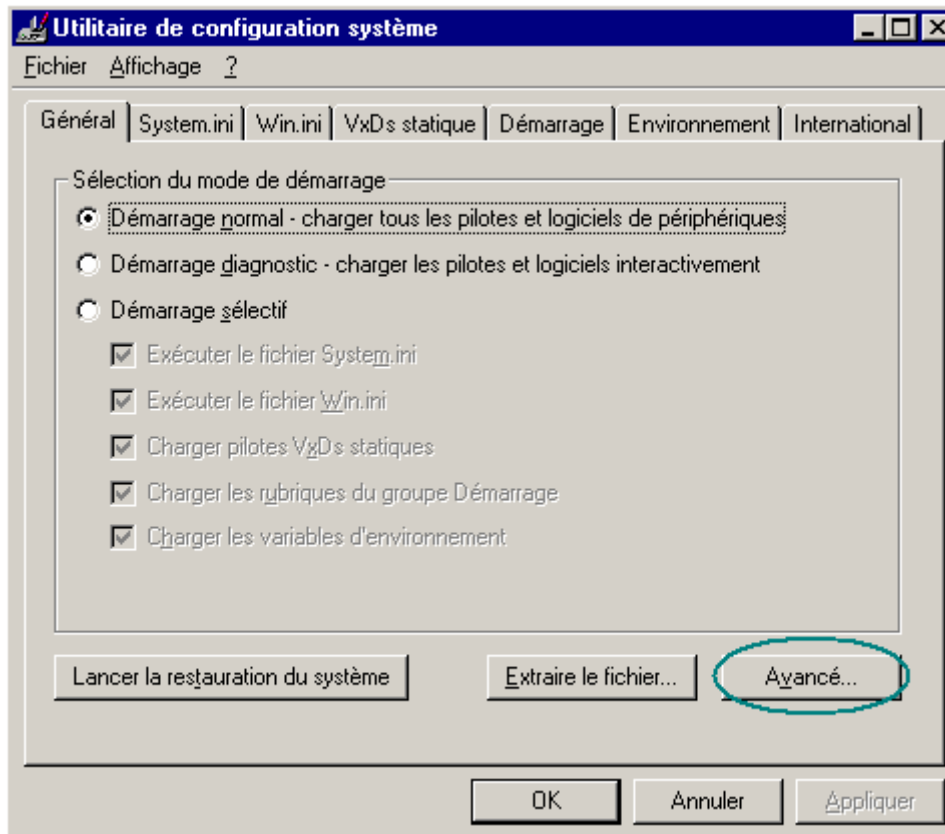 Utilitaire de configuration système
Fichier Affichage ?
Général System.ini Win.ini VxDs statique Démarrage Environnement International
Sélection du mode de démarrage
Démarrage normal - charger tous les pilotes et logiciels de périphériques
Démarrage diagnostic - charger les pilotes et logiciels interactivement
Démarrage sélectif
Exécuter le fichier System.ini
Exécuter le fichier Win.ini
Charger pilotes VxDs statiques
Charger les rubriques du groupe Démarrage
Charger les variables d'environnement
Lancer la restauration du système Extraire le fichier... Avancé...
OK Annuler Appliquer